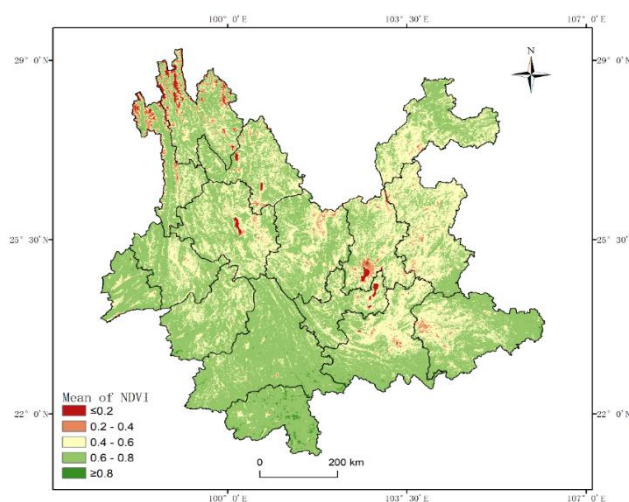 100° 0′E 103° 30′E 107° 0′E
29° 0′N 29° 0′N
N
25° 30′N 25° 30′N
22° 0′N 22° 0′N
Mean of NDVI
≤0.2
0.2 - 0.4
0.4 - 0.6
0.6 - 0.8
≥0.8
0 200 km
100° 0′E 103° 30′E 107° 0′E